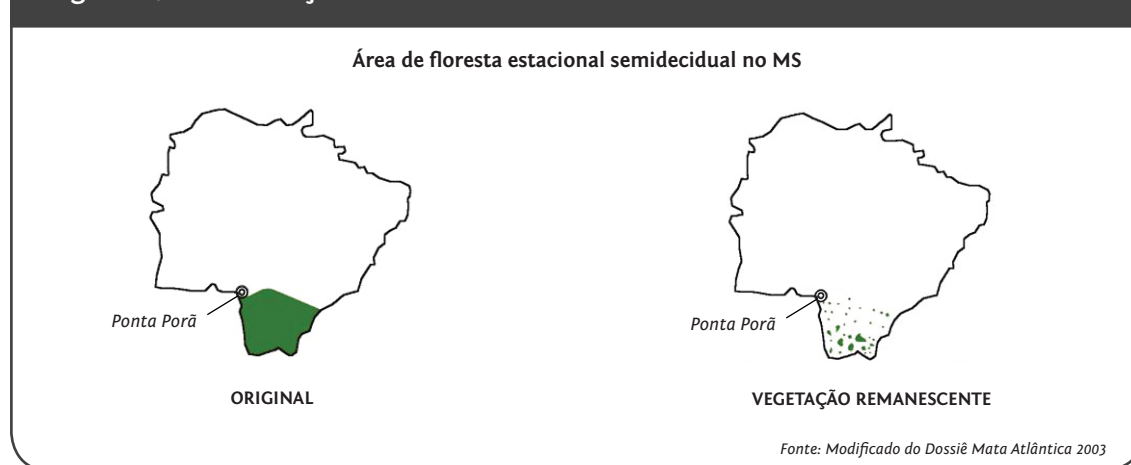 Área de floresta estacional semidecidual no MS
Ponta Porã
Ponta Porã
ORIGINAL
VEGETAÇÃO REMANESCENTE
Fonte: Modificado do Dossiê Mata Atlântica 2003